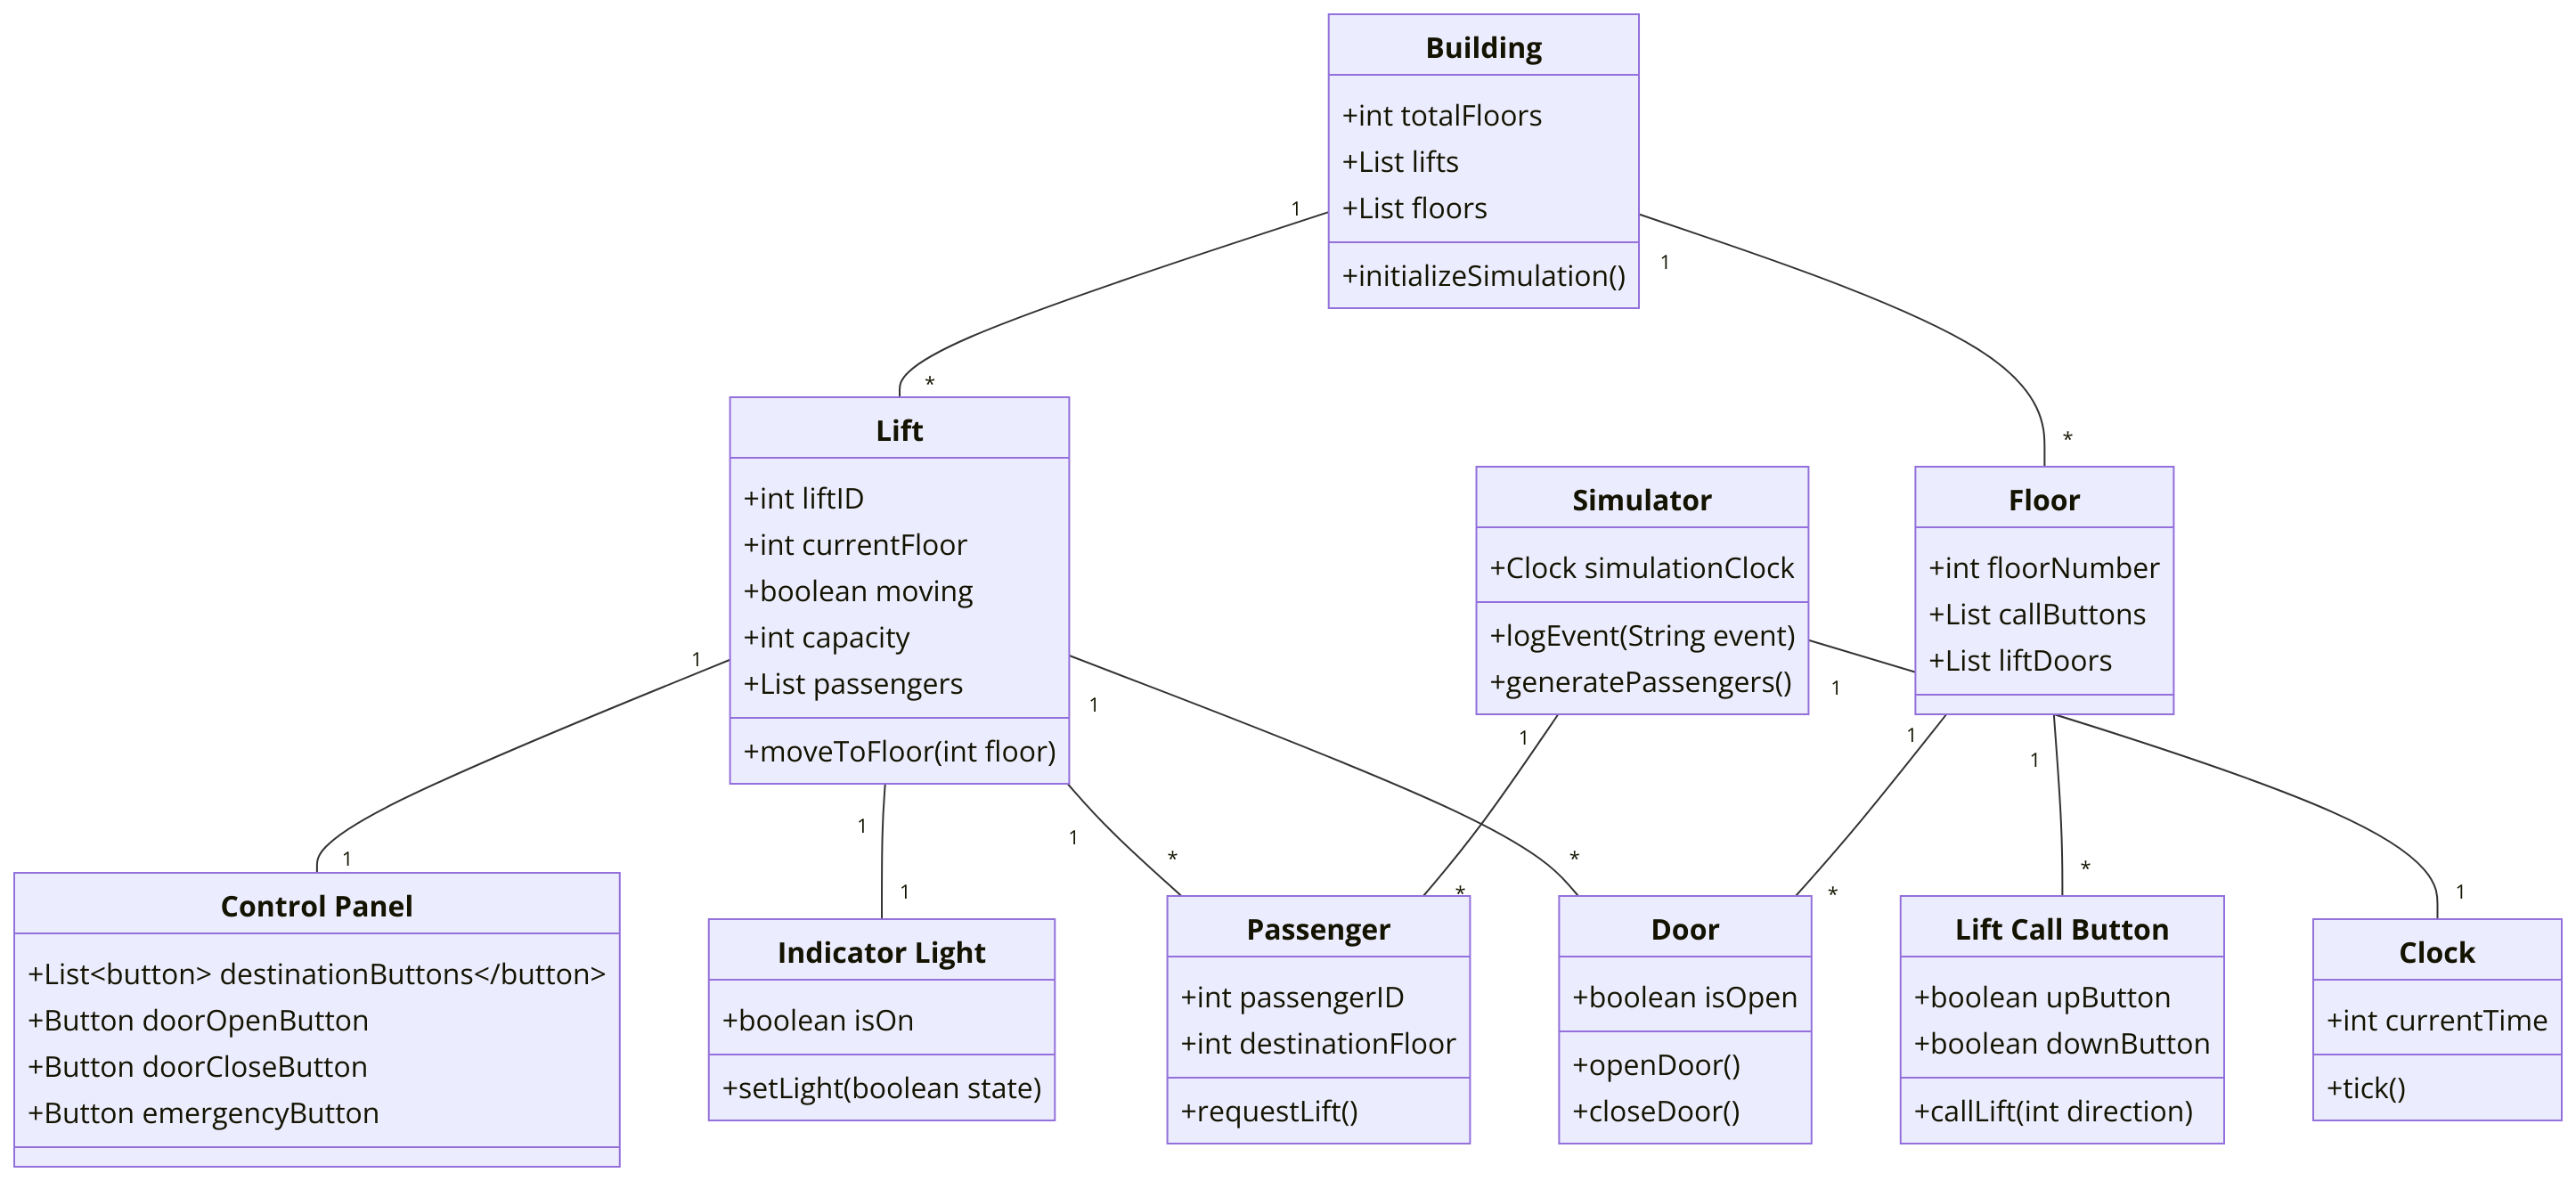 Building
+int totalFloors
+List lifts
+List floors
+initializeSimulation()
1
1
*
*
Lift
+int liftID
+int currentFloor
+boolean moving
+int capacity
+List passengers
+moveToFloor(int floor)
Simulator
+Clock simulationClock
+logEvent(String event)
+generatePassengers()
Floor
+int floorNumber
+List callButtons
+List liftDoors
1
1
1
1
1
1
1
1
1
1
*
*
*
*
*
1
1
Control Panel
+List<button> destinationButtons</button>
+Button doorOpenButton
+Button doorCloseButton
+Button emergencyButton
Indicator Light
+boolean isOn
+setLight(boolean state)
Passenger
+int passengerID
+int destinationFloor
+requestLift()
Door
+boolean isOpen
+openDoor()
+closeDoor()
Lift Call Button
+boolean upButton
+boolean downButton
+callLift(int direction)
Clock
+int currentTime
+tick()